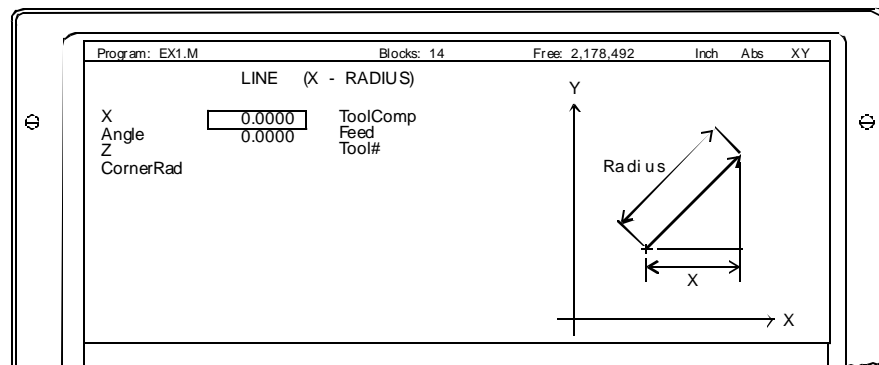 Program: EX1.M Blocks: 14 Free: 2,178,492 Inch Abs XY
LINE (X - RADIUS)
X 0.0000 ToolComp
Angle 0.0000 Feed
Z Tool#
CornerRad
Y
Radius
X
X